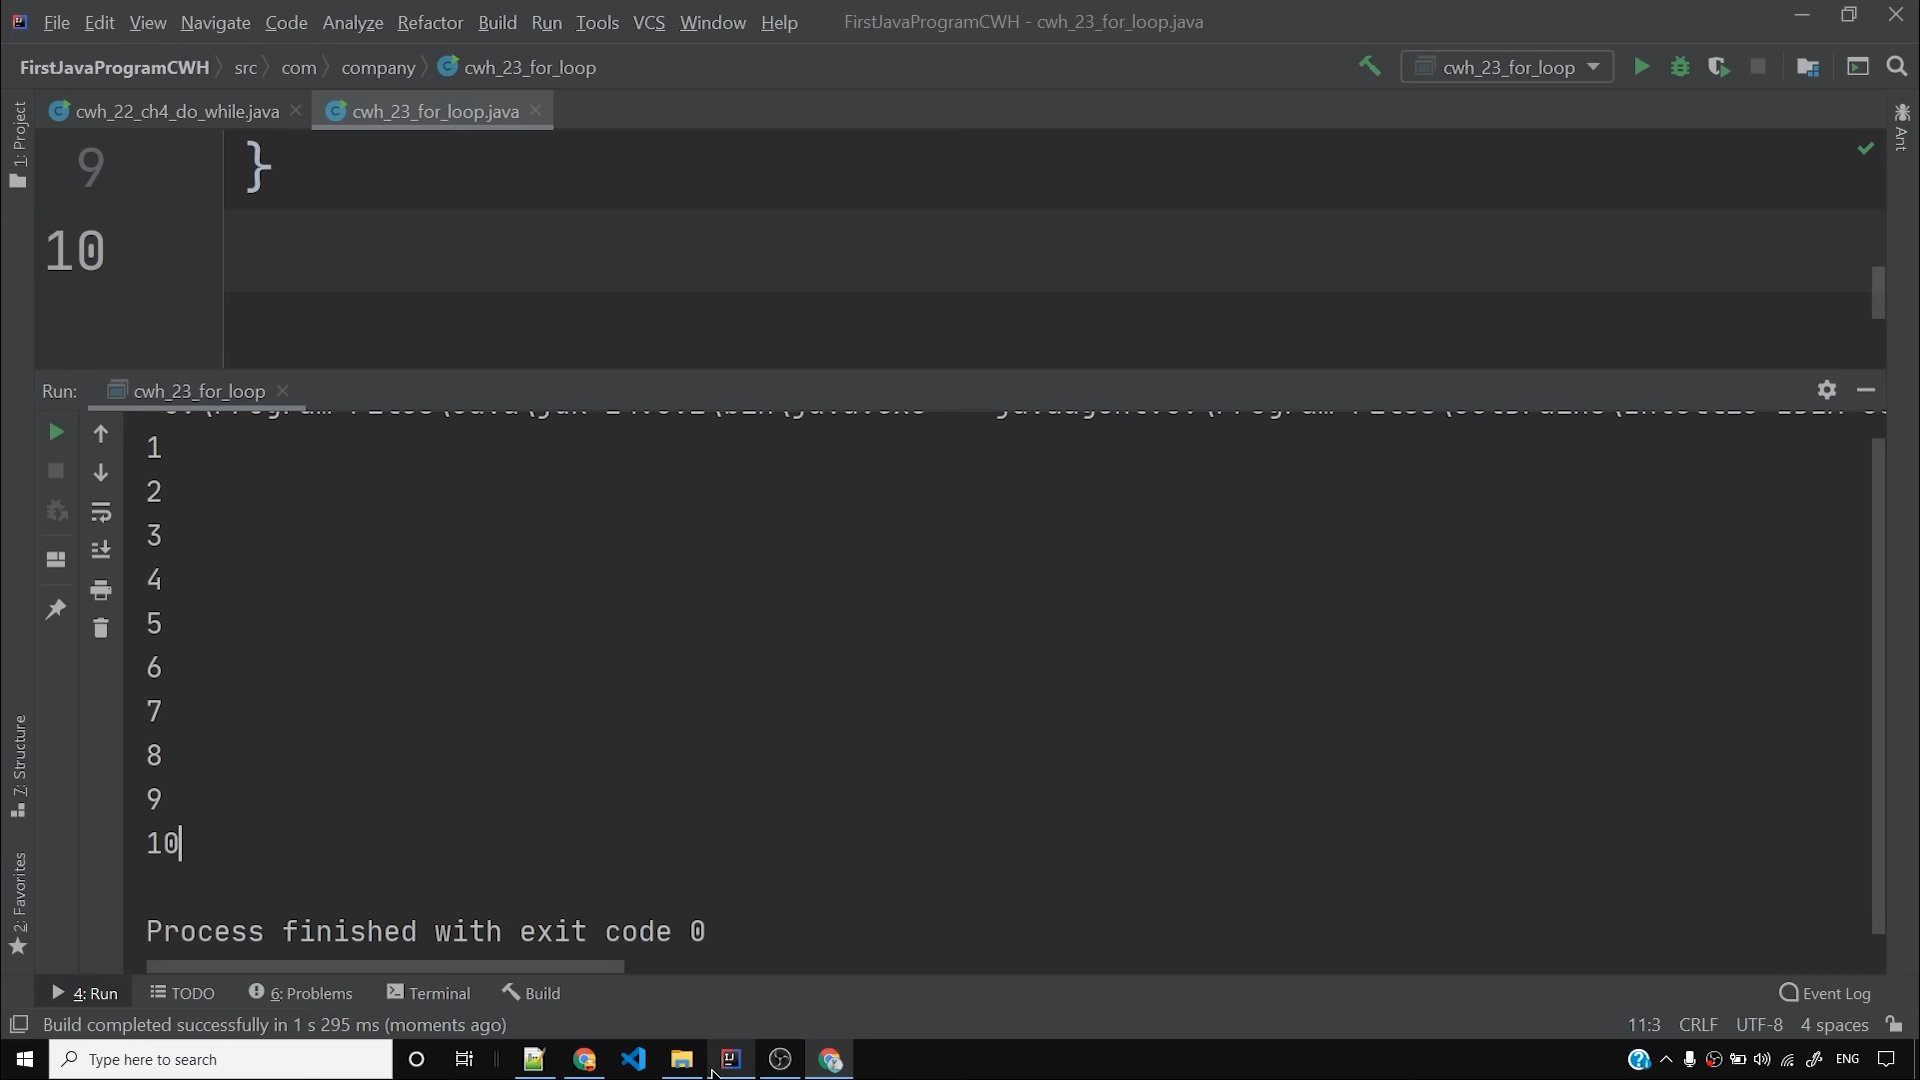 File Edit View Navigate Code Analyze Refactor Build Run Tools VCS Window Help FirstJavaProgramCWH - cwh_23_for_loop.java
FirstJavaProgramCWH src com company cwh_23_for_loop cwh_23_for_loop
cwh_22_ch4_do_while.java cwh_23_for_loop.java
1: Project
Ant
9 }
10
Run: cwh_23_for_loop
1
2
3
4
5
6
7
8
9
10
Process finished with exit code 0
7: Structure
2: Favorites
4: Run TODO 6: Problems Terminal Build Event Log
Build completed successfully in 1 s 295 ms (moments ago) 11:3 CRLF UTF-8 4 spaces
Type here to search ENG